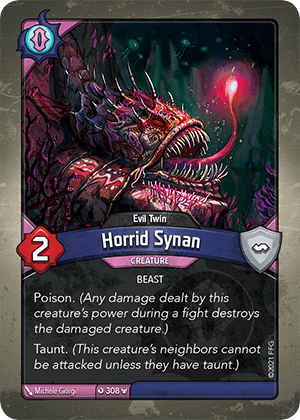 Evil Twin
Horrid Synan
2
CREATURE
BEAST
Poison. (Any damage dealt by this
creature's power during a fight destroys
the damaged creature.)
Taunt. (This creature's neighbors cannot
be attacked unless they have taunt.)
Michele Giorgi
308
©2021 FFG